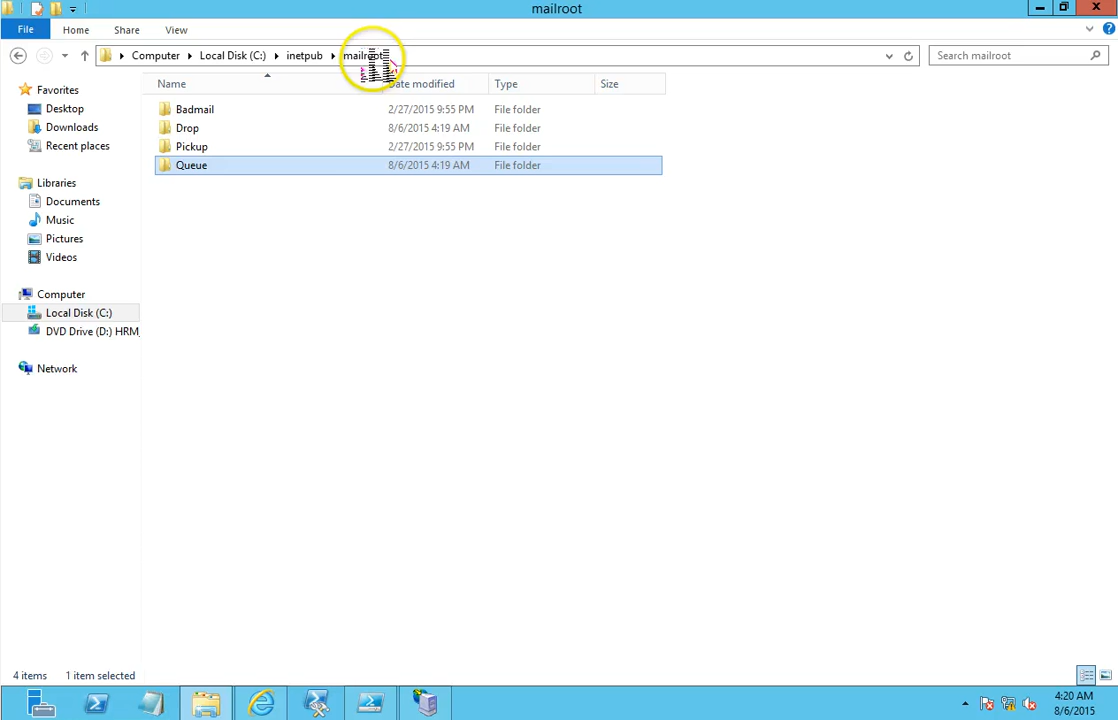 mailroot
File
Home
Share
View
Computer
Local Disk (C:)
inetpub
mailroot
Search mailroot
Name
Date modified
Type
Size
Favorites
Desktop
Downloads
Recent places
Libraries
Documents
Music
Pictures
Videos
Computer
Local Disk (C:)
DVD Drive (D:) HRM_
Network
Badmail 2/27/2015 9:55 PM File folder
Drop 8/6/2015 4:19 AM File folder
Pickup 2/27/2015 9:55 PM File folder
Queue 8/6/2015 4:19 AM File folder
4 items 1 item selected
4:20 AM
8/6/2015